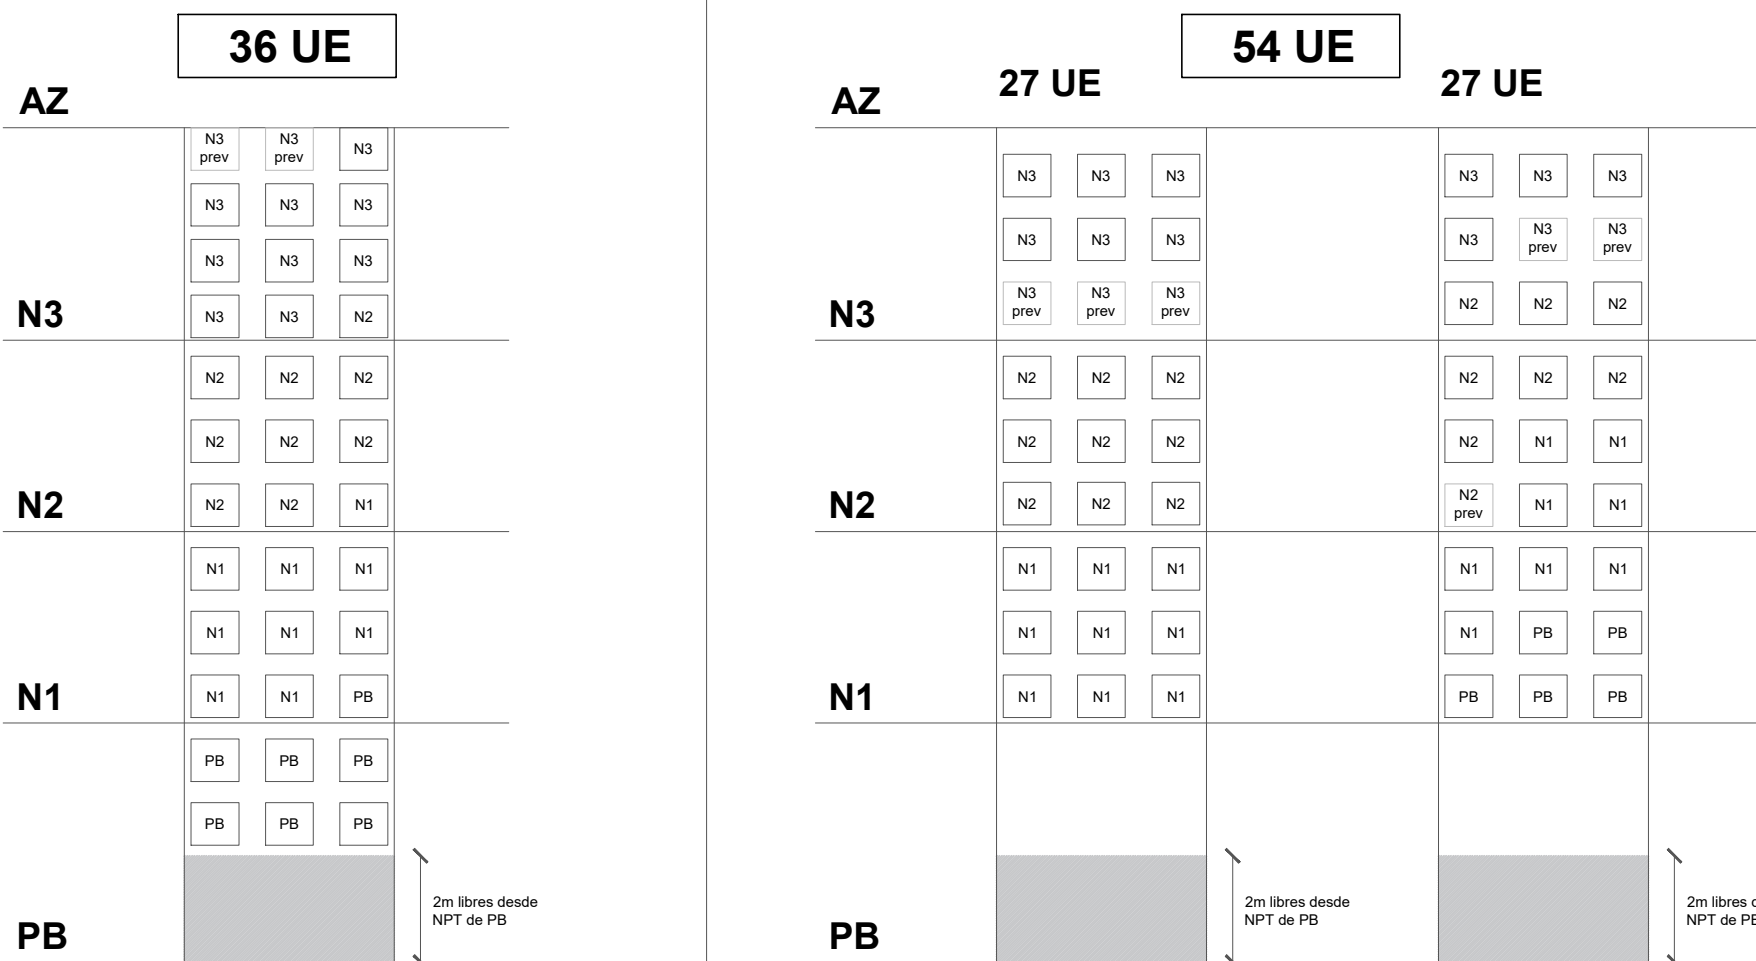 36 UE
54 UE
27 UE 27 UE
AZ AZ
N3 prev N3 prev N3
N3 N3 N3
N3 N3 N3
N3 N3 N3 N3 N3 N3
N3 N3 N3 N3 N3 prev N3 prev
N3 N3 N3
N3 prev N3 prev N3 prev N2 N2 N2
N3 N3 N2
N3 N3
N2 N2 N2 N2 N2 N2 N2 N2 N2
N2 N2 N2 N2 N2 N2 N2 N1 N1
N2 N2 N1 N2 N2 N2 N2 prev N1 N1
N2 N2
N1 N1 N1 N1 N1 N1 N1 N1 N1
N1 N1 N1 N1 N1 N1 N1 PB PB
N1 N1 PB N1 N1 N1 PB PB PB
N1 N1
PB PB PB
PB PB PB
2m libres desde
NPT de PB
2m libres desde
NPT de PB
2m libres
NPT de
PB PB